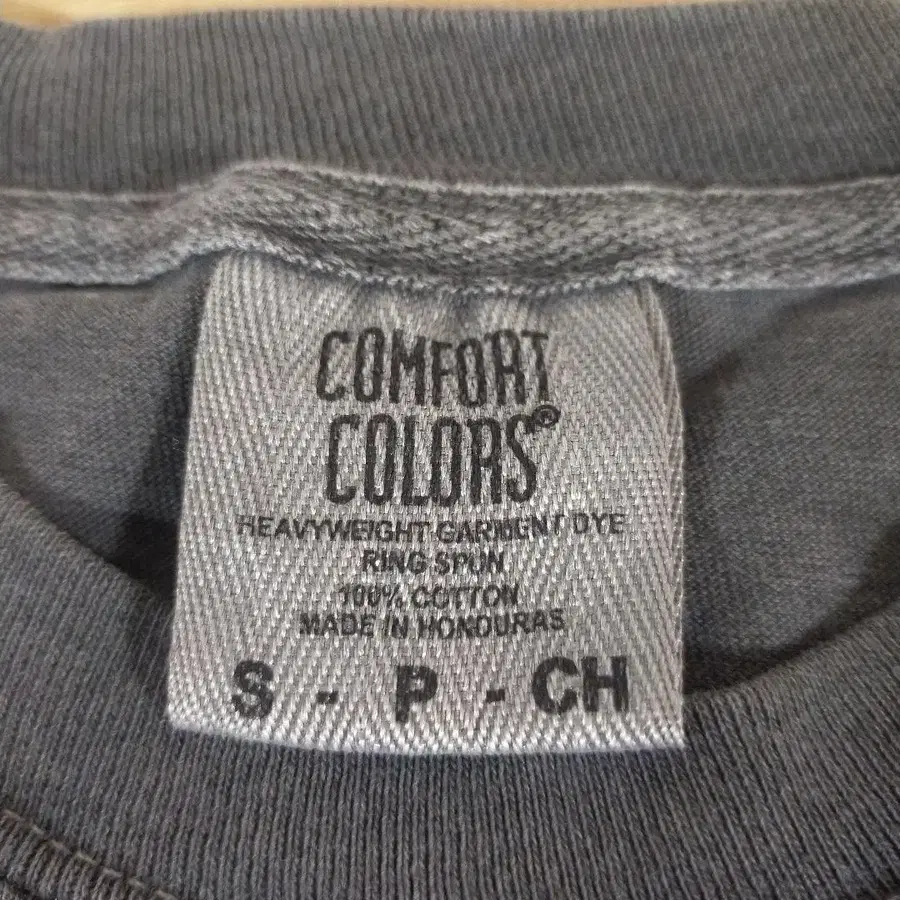 COMFORT
COLORS®
HEAVYWEIGHT GARMENT DYE
RING SPUN
100% COTTON
MADE IN HONDURAS
S - P - CH